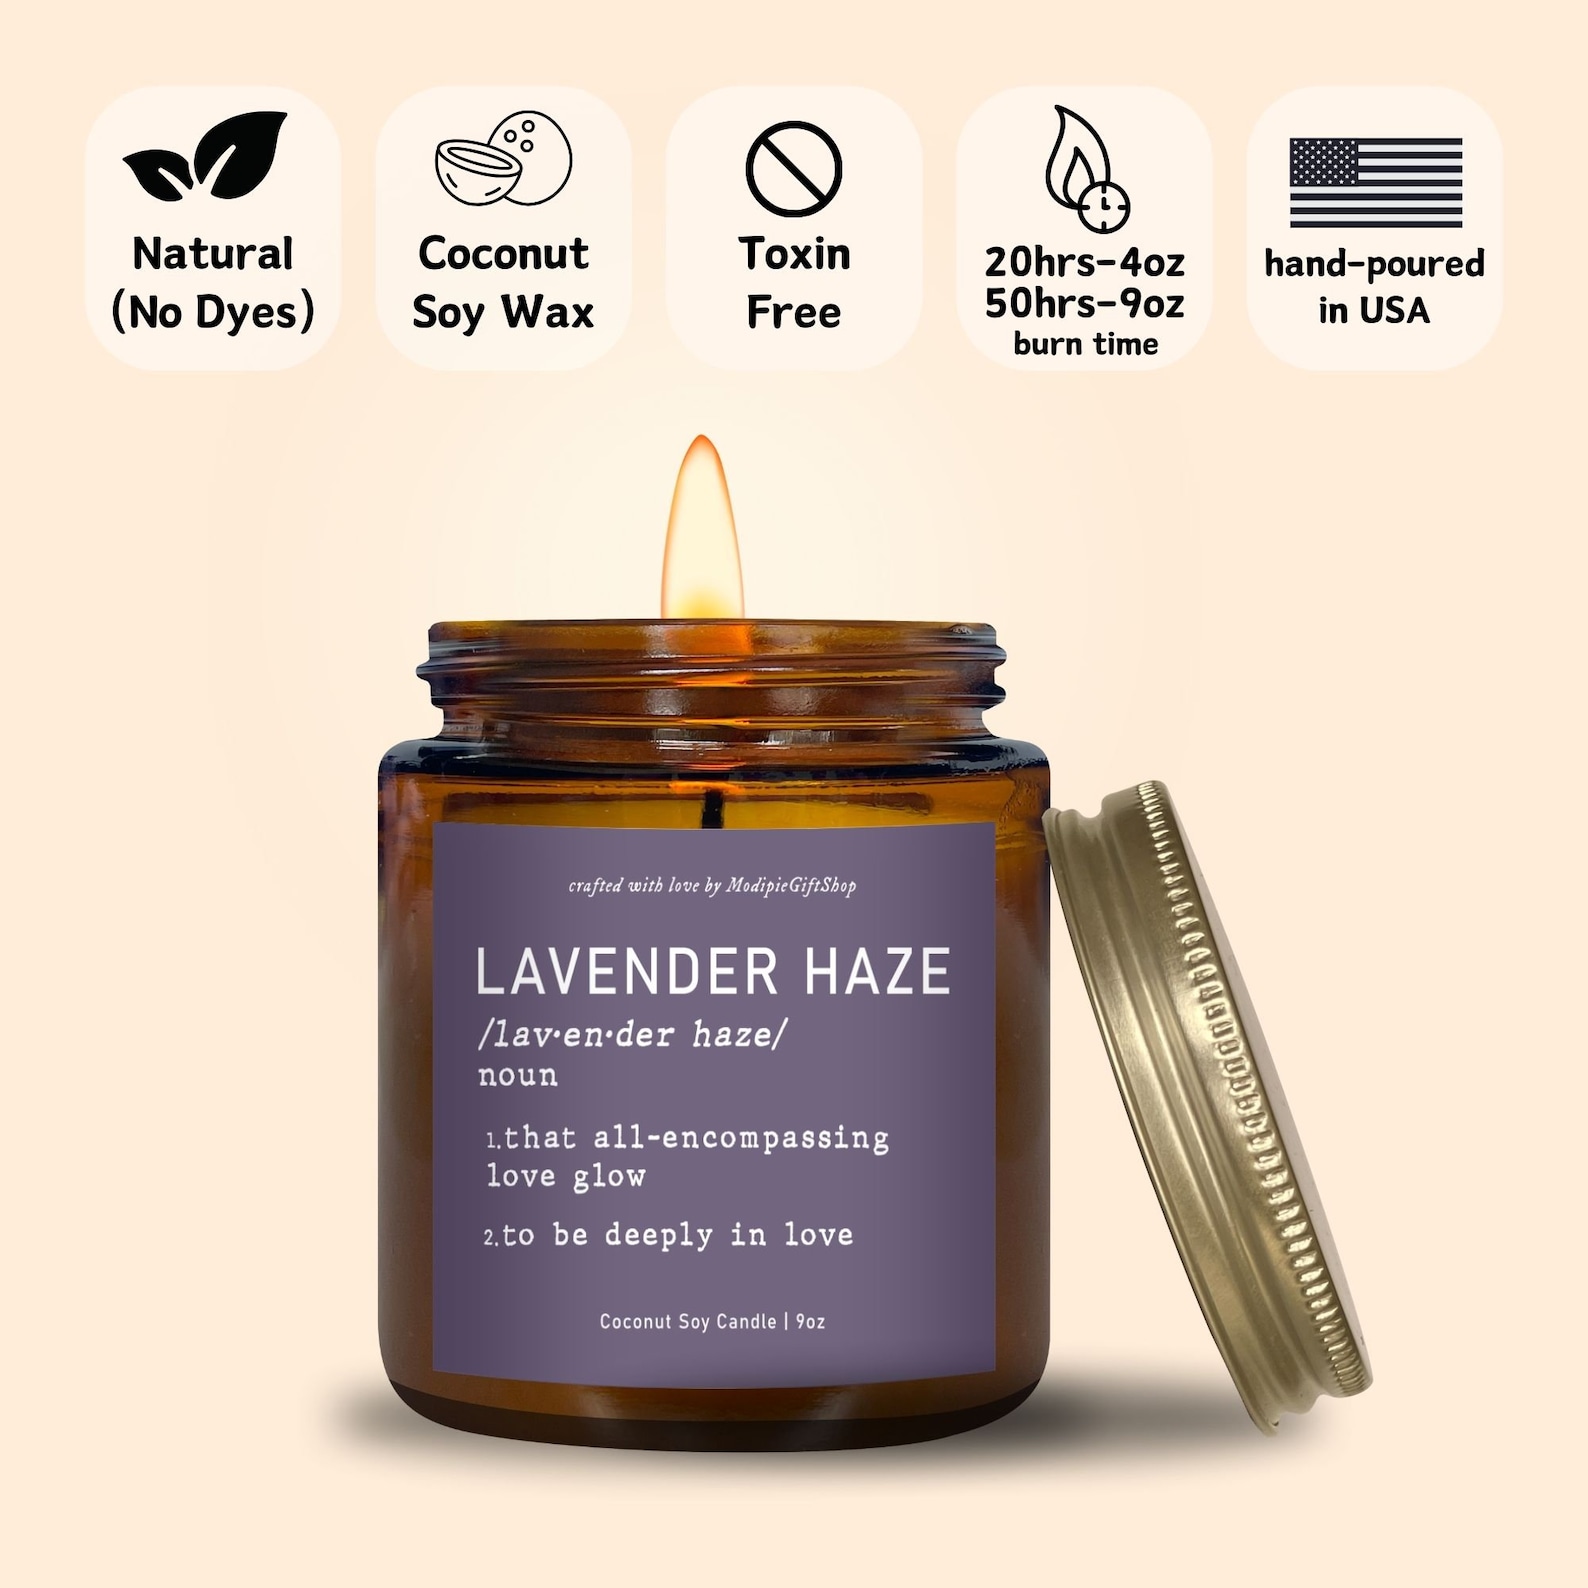 Natural
(No Dyes)
Coconut
Soy Wax
Toxin
Free
20hrs-4oz
50hrs-9oz
burn time
hand-poured
in USA
crafted with love by ModipieGiftShop
LAVENDER HAZE
/lav•en•der haze/
noun
1.that all-encompassing
love glow
2.to be deeply in love
Coconut Soy Candle | 9oz